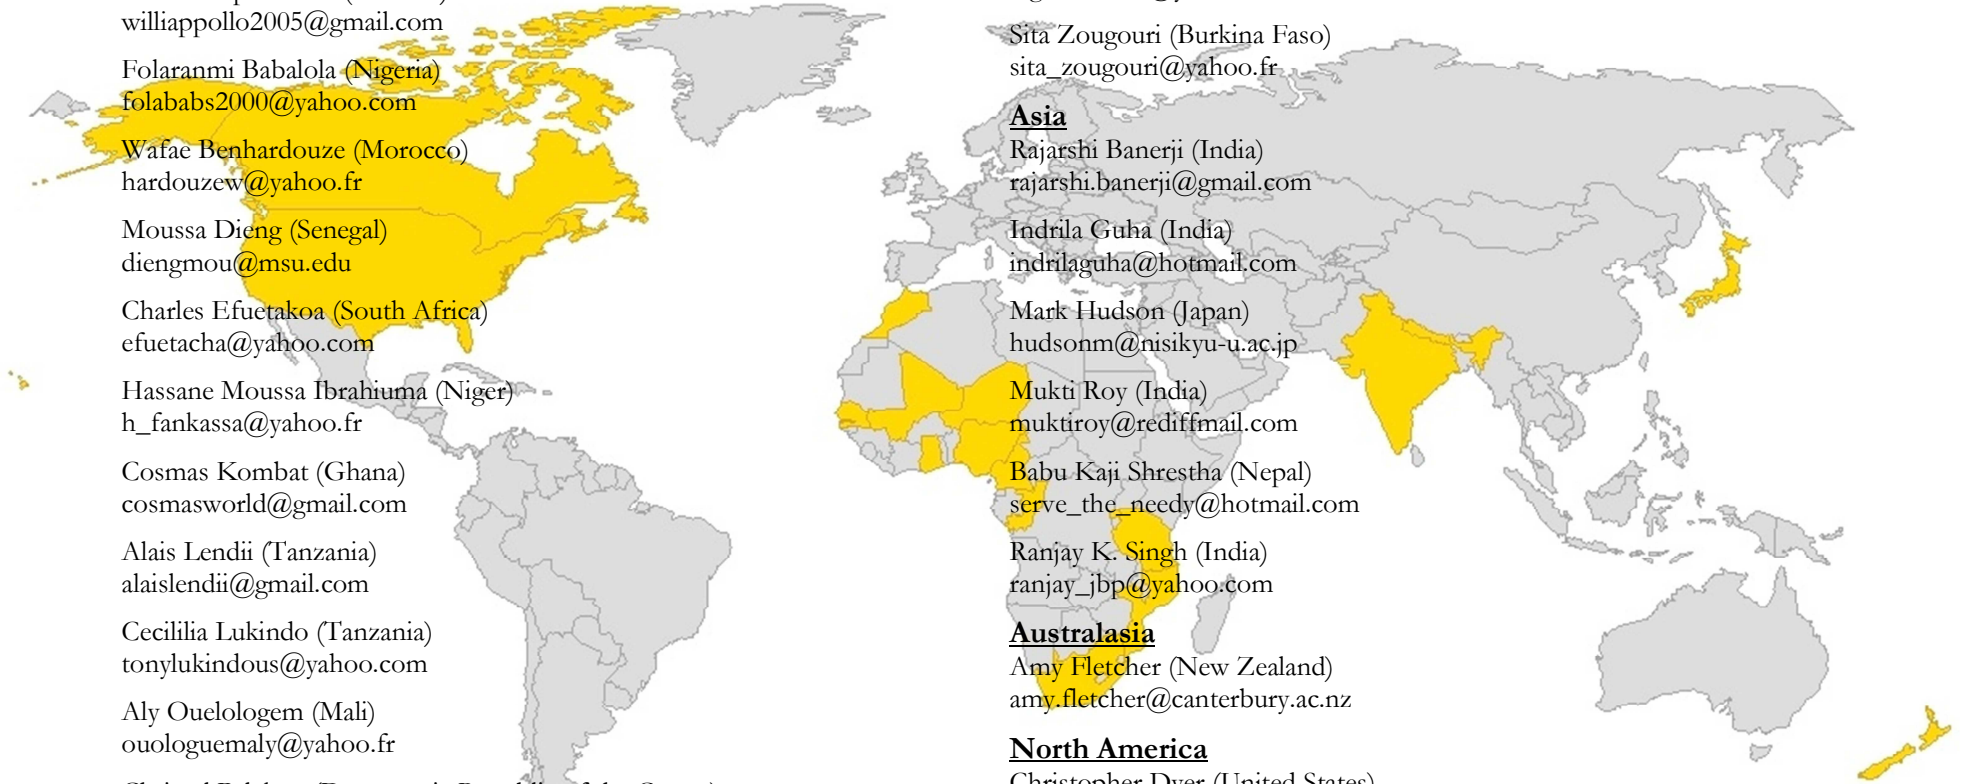 williappollo2005@gmail.com
Folaranmi Babalola (Nigeria)
folababs2000@yahoo.com
Wafae Benhardouze (Morocco)
hardouzew@yahoo.fr
Moussa Dieng (Senegal)
diengmou@msu.edu
Charles Efuetakoa (South Africa)
efuetacha@yahoo.com
Hassane Moussa Ibrahiuma (Niger)
h_fankassa@yahoo.fr
Cosmas Kombat (Ghana)
cosmasworld@gmail.com
Alais Lendii (Tanzania)
alaislendii@gmail.com
Cecililia Lukindo (Tanzania)
tonylukindous@yahoo.com
Aly Ouelologem (Mali)
ouologuemaly@yahoo.fr
Sita Zougouri (Burkina Faso)
sita_zougouri@yahoo.fr
Asia
Rajarshi Banerji (India)
rajarshi.banerji@gmail.com
Indrila Guha (India)
indrilaguha@hotmail.com
Mark Hudson (Japan)
hudsonm@nisikyu-u.ac.jp
Mukti Roy (India)
muktiroy@rediffmail.com
Babu Kaji Shrestha (Nepal)
serve_the_needy@hotmail.com
Ranjay K. Singh (India)
ranjay_jbp@yahoo.com
Australasia
Amy Fletcher (New Zealand)
amy.fletcher@canterbury.ac.nz
North America
Christopher Dyer (United States)